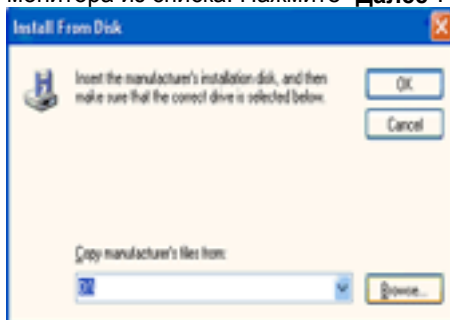 монитора из списка. Нажмите "Далее".
Install From Disk
Insert the manufacturer's installation disk, and then
make sure that the correct drive is selected below.
OK
Cancel
Copy manufacturer's files from:
Browse...